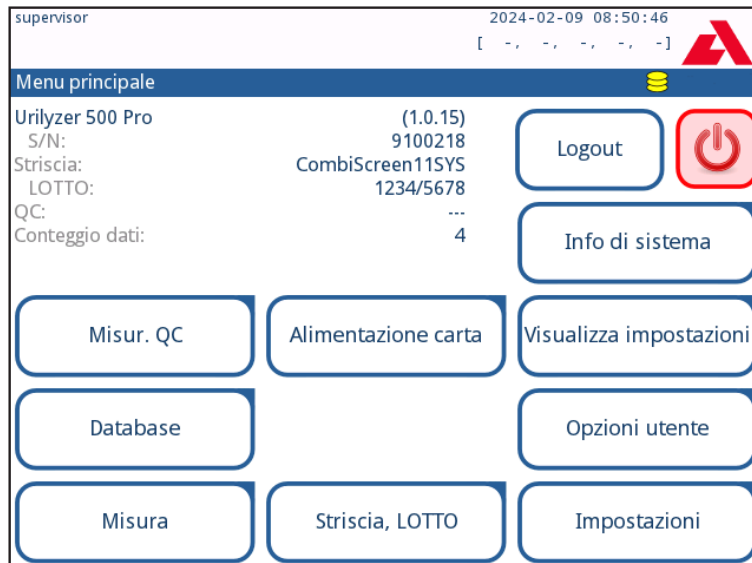 supervisor 2024-02-09 08:50:46
[ -, -, -, -, -]
Menu principale
Urilyzer 500 Pro (1.0.15)
S/N: 9100218
Striscia: CombiScreen11SYS
LOTTO: 1234/5678
QC: ---
Conteggio dati: 4
Logout
Info di sistema
Misur. QC Alimentazione carta Visualizza impostazioni
Database Opzioni utente
Misura Striscia, LOTTO Impostazioni